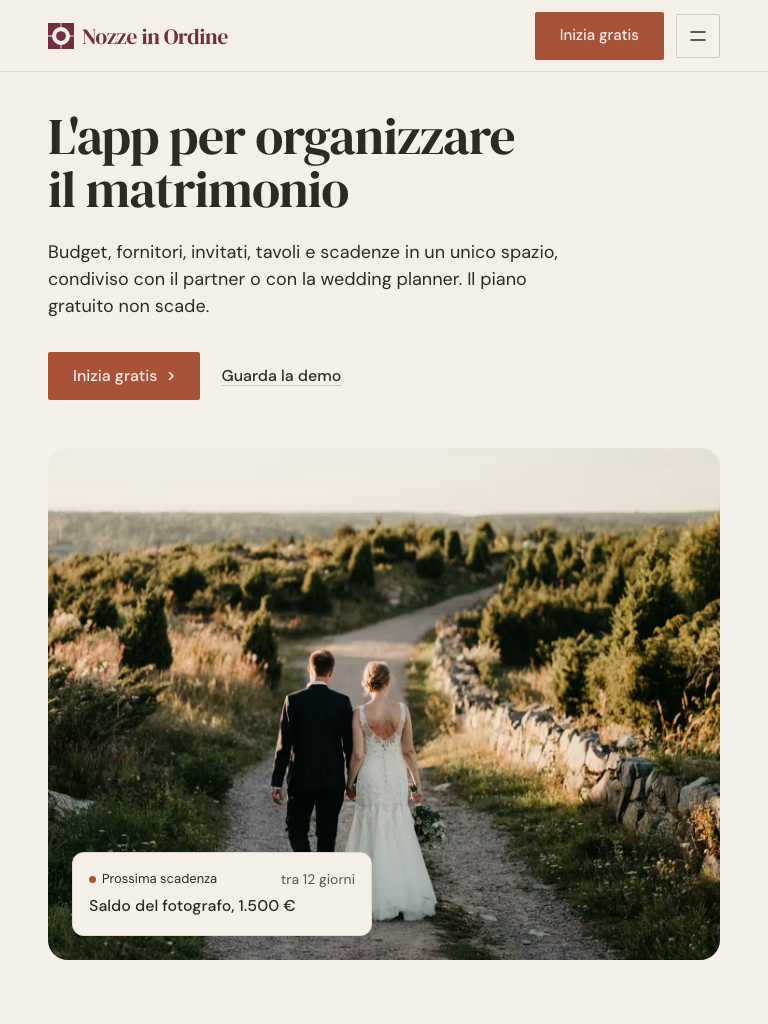 Nozze in Ordine
Inizia gratis
L'app per organizzare
il matrimonio
Budget, fornitori, invitati, tavoli e scadenze in un unico spazio,
condiviso con il partner o con la wedding planner. Il piano
gratuito non scade.
Inizia gratis
Guarda la demo
Prossima scadenza
tra 12 giorni
Saldo del fotografo, 1.500 €